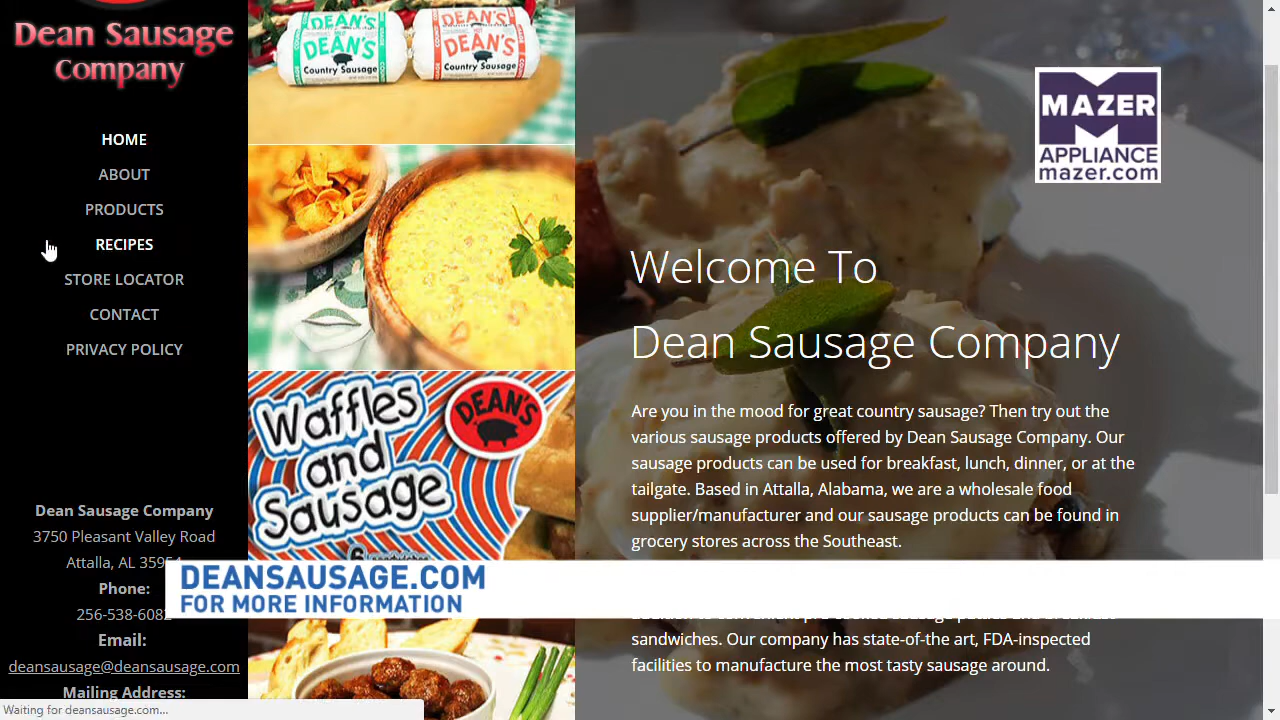 Dean Sausage
Company
HOME
ABOUT
PRODUCTS
RECIPES
STORE LOCATOR
CONTACT
PRIVACY POLICY
Dean Sausage Company
3750 Pleasant Valley Road
Attalla, AL 35954
Phone:
256-538-6082
Email:
deansausage@deansausage.com
Mailing Address:
DEAN'S
MILD
DEAN'S
Country Sausage
DEAN'S
HOT
DEAN'S
Country Sausage
Waffles
and
Sausage
DEAN'S
6
MAZER
APPLIANCE
mazer.com
Welcome To
Dean Sausage Company
Are you in the mood for great country sausage? Then try out the
various sausage products offered by Dean Sausage Company. Our
sausage products can be used for breakfast, lunch, dinner, or at the
tailgate. Based in Attalla, Alabama, we are a wholesale food
supplier/manufacturer and our sausage products can be found in
grocery stores across the Southeast.
sandwiches. Our company has state-of-the art, FDA-inspected
facilities to manufacture the most tasty sausage around.
DEANSAUSAGE.COM
FOR MORE INFORMATION
Waiting for deansausage.com...